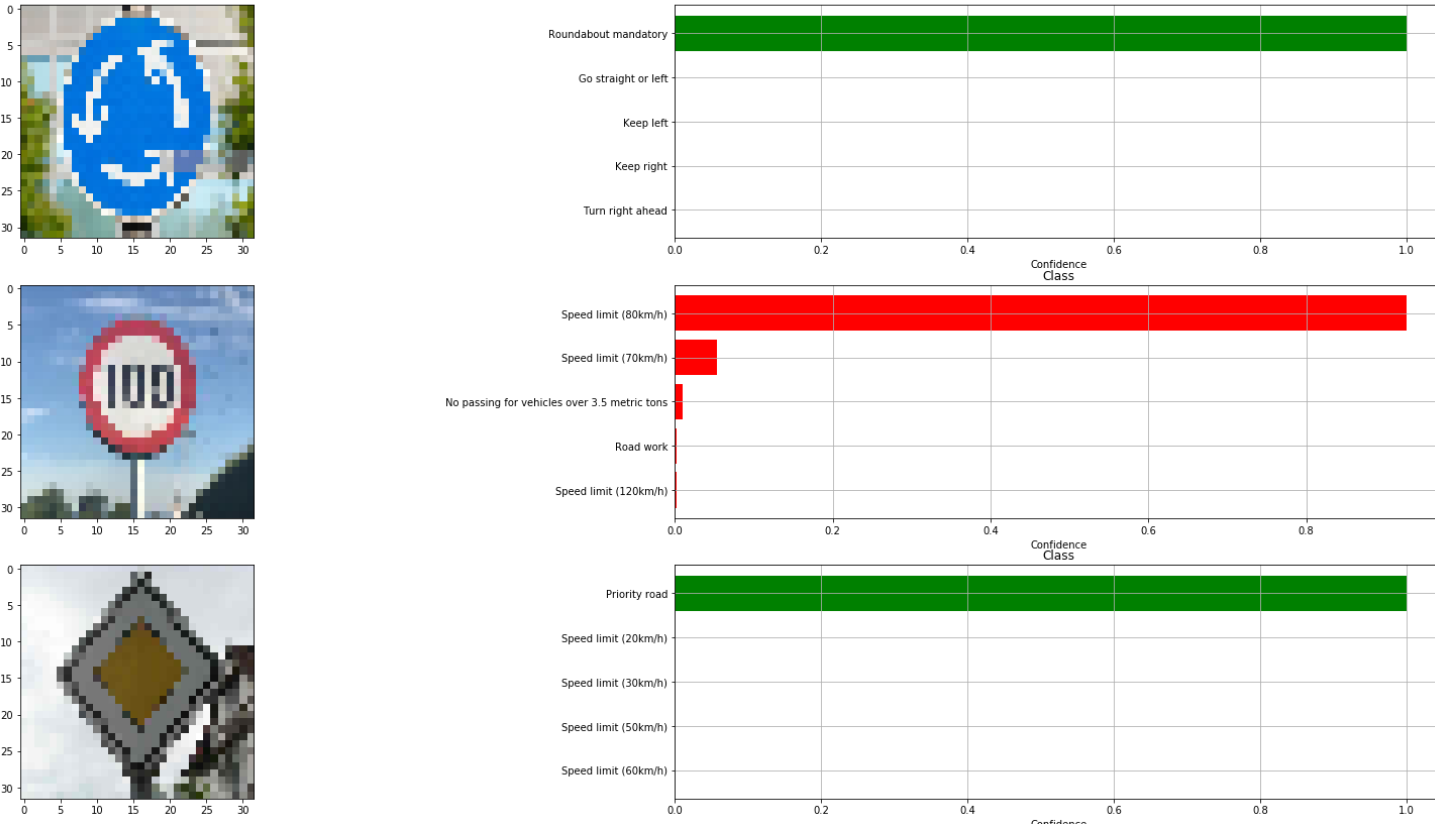 0
5
10
15
20
25
30
0 5 10 15 20 25 30
Roundabout mandatory
Go straight or left
Keep left
Keep right
Turn right ahead
0.0 0.2 0.4 0.6 0.8 1.0
Confidence
Class
0
5
10
15
20
25
30
100
0 5 10 15 20 25 30
Speed limit (80km/h)
Speed limit (70km/h)
No passing for vehicles over 3.5 metric tons
Road work
Speed limit (120km/h)
0.0 0.2 0.4 0.6 0.8
Confidence
Class
0
5
10
15
20
25
30
0 5 10 15 20 25 30
Priority road
Speed limit (20km/h)
Speed limit (30km/h)
Speed limit (50km/h)
Speed limit (60km/h)
0.0 0.2 0.4 0.6 0.8 1.0
Confidence